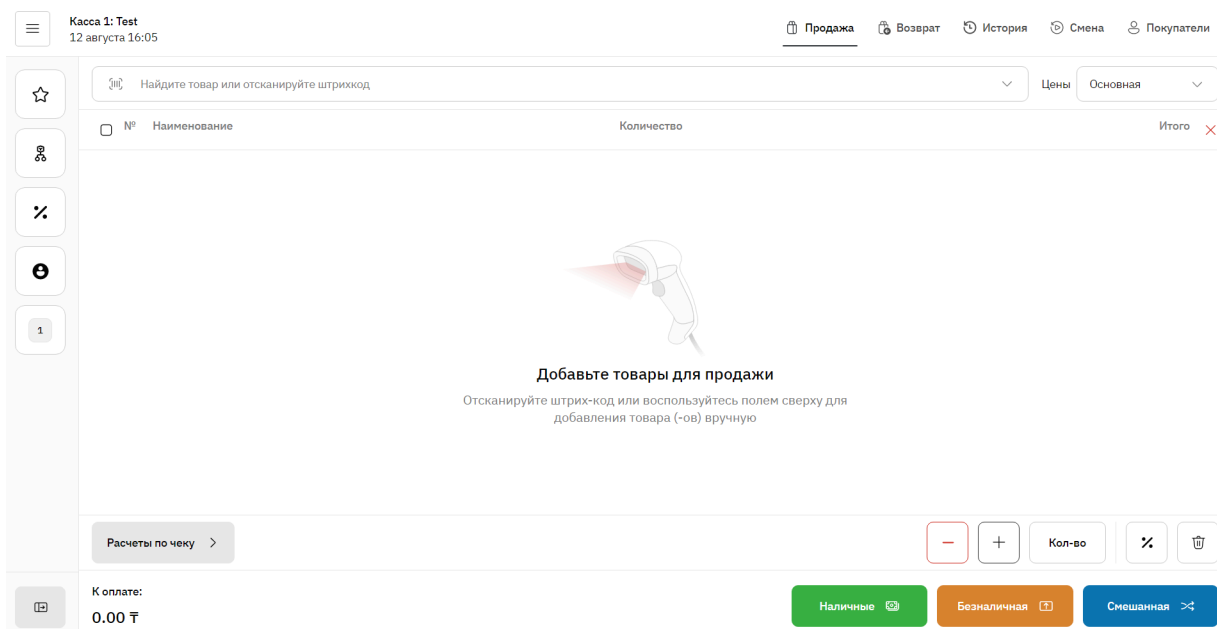 Касса 1: Test
12 августа 16:05
Продажа
Возврат
История
Смена
Покупатели
Найдите товар или отсканируйте штрихкод
Цены
Основная
№ Наименование Количество Итого
1
Добавьте товары для продажи
Отсканируйте штрих-код или воспользуйтесь полем сверху для
добавления товара (-ов) вручную
Расчеты по чеку
Кол-во
К оплате:
0.00 ₸
Наличные
Безналичная
Смешанная